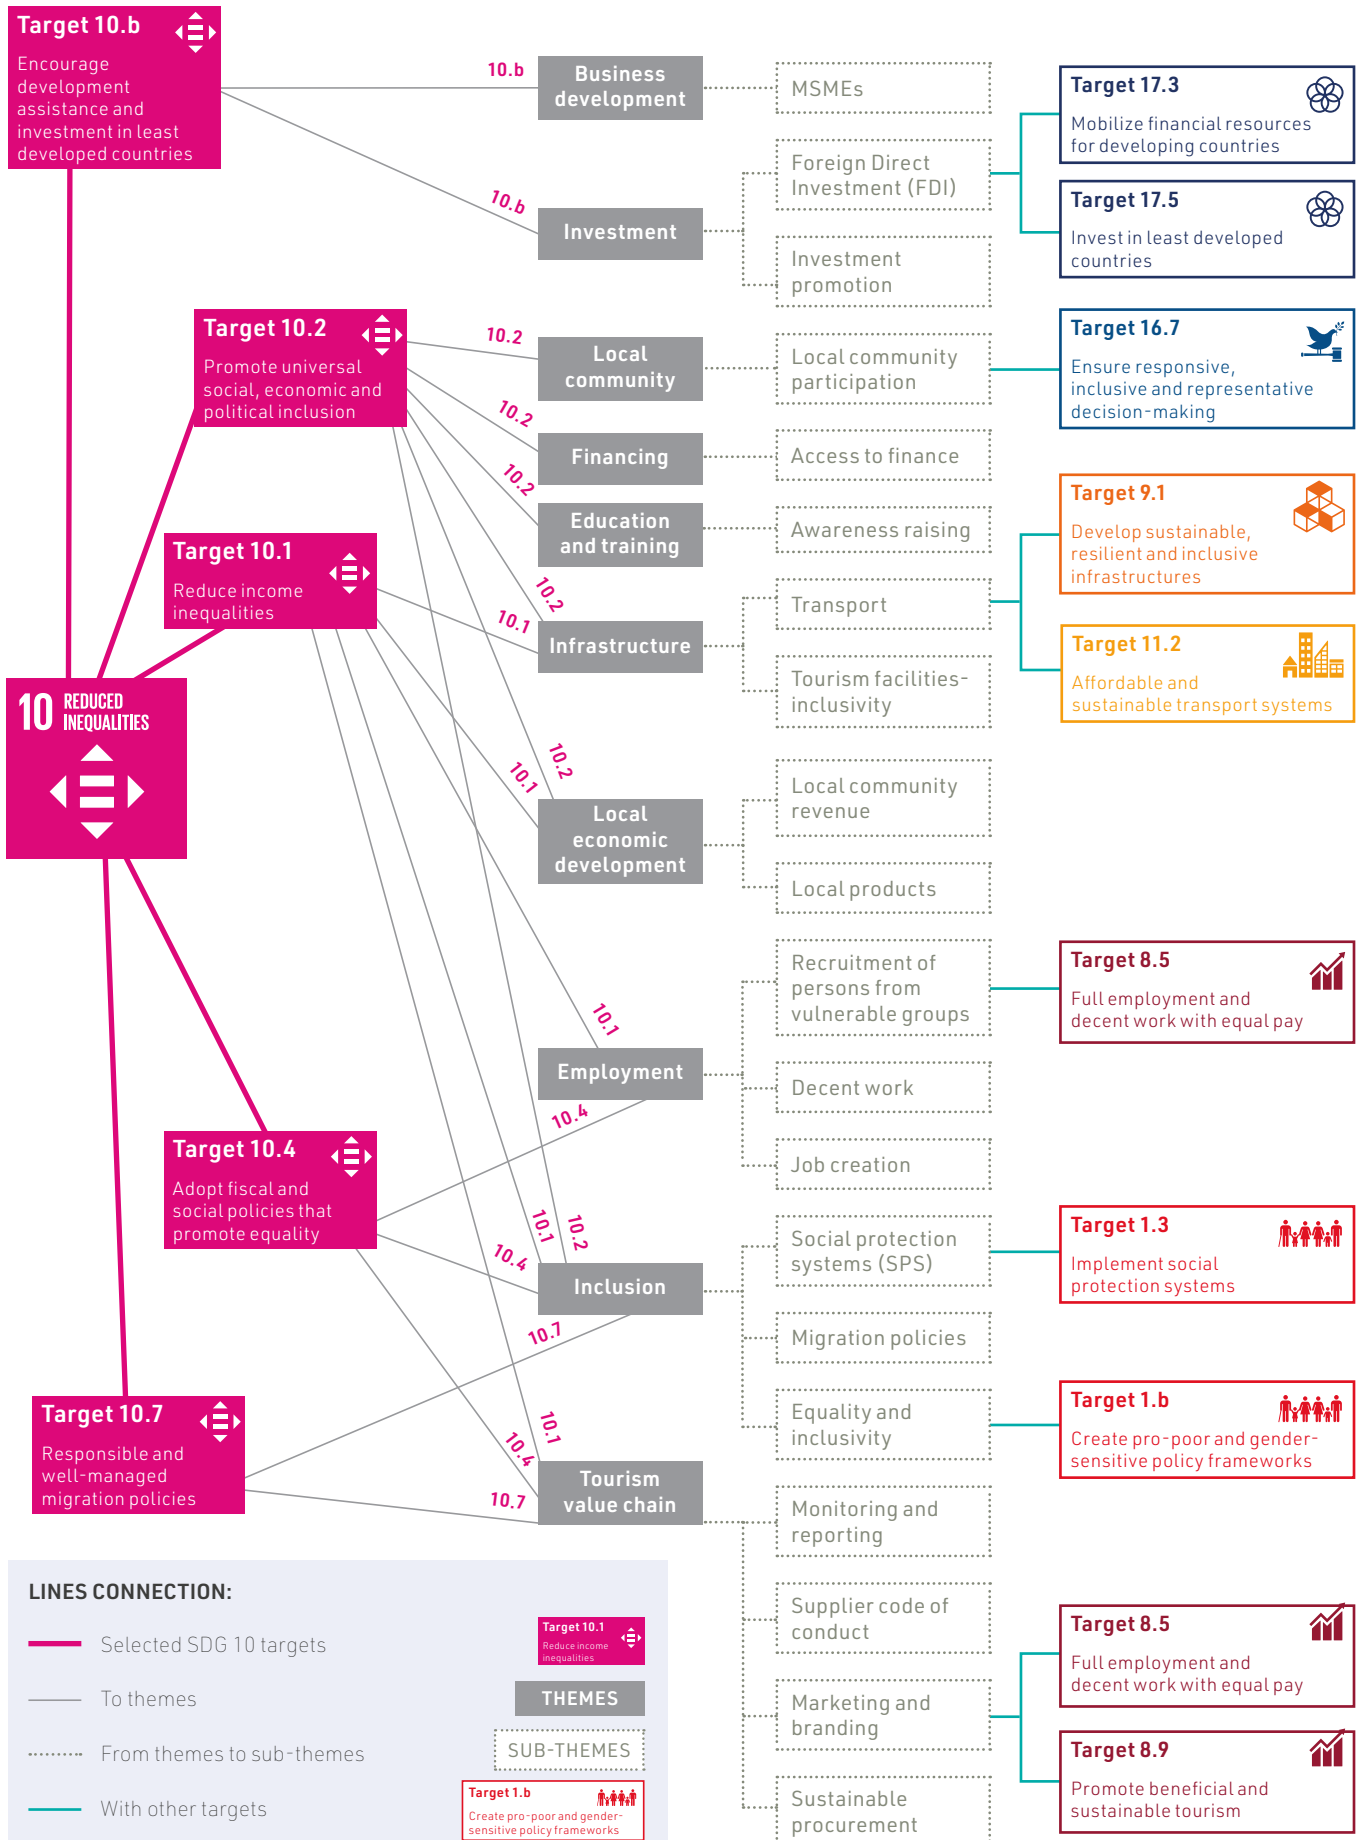 Target 10.b
Encourage
development
assistance and
investment in least
developed countries
10.b
Business
development
MSMEs
Target 17.3
Mobilize financial resources
for developing countries
Foreign Direct
Investment (FDI)
10.b
Investment
Target 17.5
Invest in least developed
countries
Investment
promotion
Target 10.2
Promote universal
social, economic and
political inclusion
10.2
Local
community
Local community
participation
Target 16.7
Ensure responsive,
inclusive and representative
decision-making
10.2
Financing
Access to finance
10.2
Education
and training
Awareness raising
Target 9.1
Develop sustainable,
resilient and inclusive
infrastructures
Target 10.1
Reduce income
inequalities
10.2
10.1
Infrastructure
Transport
Tourism facilities-
inclusivity
Target 11.2
Affordable and
sustainable transport systems
10 REDUCED
INEQUALITIES
10.2
10.1
Local
economic
development
Local community
revenue
Local products
10.1
Employment
10.4
Recruitment of
persons from
vulnerable groups
Target 8.5
Full employment and
decent work with equal pay
Decent work
Job creation
Target 10.4
Adopt fiscal and
social policies that
promote equality
10.1
10.2
10.4
Inclusion
10.7
Social protection
systems (SPS)
Target 1.3
Implement social
protection systems
Migration policies
Equality and
inclusivity
Target 1.b
Create pro-poor and gender-
sensitive policy frameworks
Target 10.7
Responsible and
well-managed
migration policies
10.1
10.4
10.7
Tourism
value chain
Monitoring and
reporting
Supplier code of
conduct
Marketing and
branding
Sustainable
procurement
Target 8.5
Full employment and
decent work with equal pay
Target 8.9
Promote beneficial and
sustainable tourism
LINES CONNECTION:
Selected SDG 10 targets
Target 10.1
Reduce income
inequalities
To themes
THEMES
From themes to sub-themes
SUB-THEMES
With other targets
Target 1.b
Create pro-poor and gender-
sensitive policy frameworks